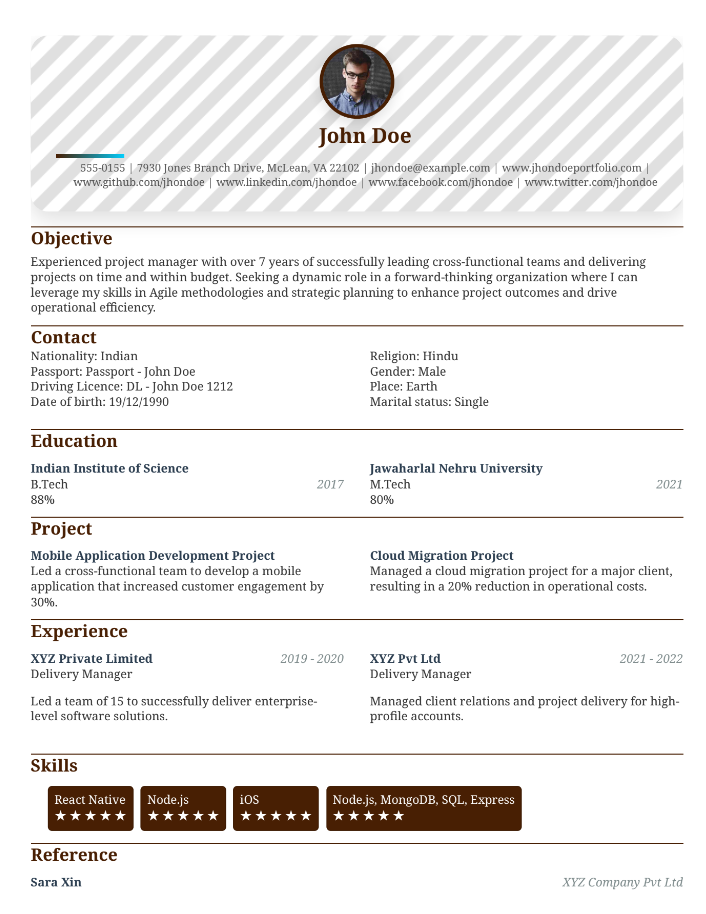 John Doe
555-0155 | 7930 Jones Branch Drive, McLean, VA 22102 | jhondoe@example.com | www.jhondoeportfolio.com |
www.github.com/jhondoe | www.linkedin.com/jhondoe | www.facebook.com/jhondoe | www.twitter.com/jhondoe
Objective
Experienced project manager with over 7 years of successfully leading cross-functional teams and delivering
projects on time and within budget. Seeking a dynamic role in a forward-thinking organization where I can
leverage my skills in Agile methodologies and strategic planning to enhance project outcomes and drive
operational efficiency.
Contact
Nationality: Indian
Passport: Passport - John Doe
Driving Licence: DL - John Doe 1212
Date of birth: 19/12/1990
Religion: Hindu
Gender: Male
Place: Earth
Marital status: Single
Education
Indian Institute of Science
B.Tech 2017
88%
Jawaharlal Nehru University
M.Tech 2021
80%
Project
Mobile Application Development Project
Led a cross-functional team to develop a mobile
application that increased customer engagement by
30%.
Cloud Migration Project
Managed a cloud migration project for a major client,
resulting in a 20% reduction in operational costs.
Experience
XYZ Private Limited 2019 - 2020
Delivery Manager
Led a team of 15 to successfully deliver enterprise-
level software solutions.
XYZ Pvt Ltd 2021 - 2022
Delivery Manager
Managed client relations and project delivery for high-
profile accounts.
Skills
React Native
★★★★★
Node.js
★★★★★
iOS
★★★★★
Node.js, MongoDB, SQL, Express
★★★★★
Reference
Sara Xin XYZ Company Pvt Ltd